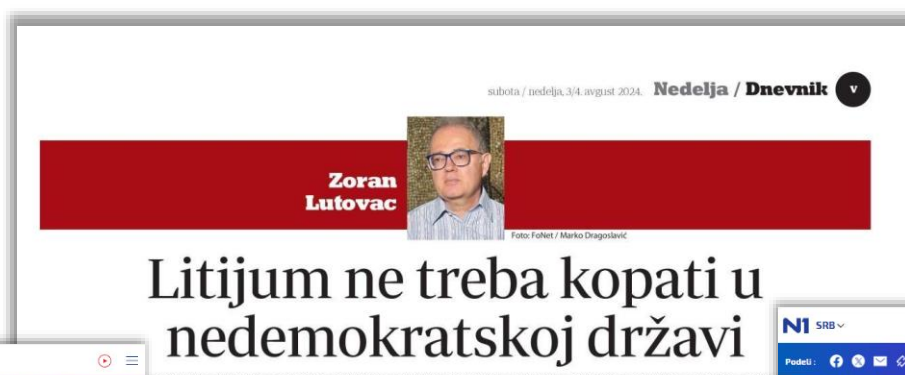 subota / nedelja, 3/4. avgust 2024. Nedelja / Dnevnik v
Zoran
Lutovac
Foto: FoNet / Marko Dragoslavić
Litijum ne treba kopati u
nedemokratskoj državi
N1 SRB
Podeli :